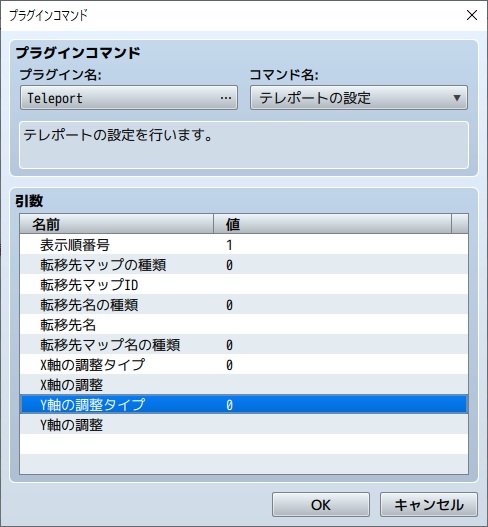 プラグインコマンド
プラグインコマンド
プラグイン名: コマンド名:
Teleport … テレポートの設定
テレポートの設定を行います。
引数
名前 値
表示順番号 1
転移先マップの種類 0
転移先マップID
転移先名の種類 0
転移先名
転移先マップ名の種類 0
X軸の調整タイプ 0
X軸の調整
Y軸の調整タイプ 0
Y軸の調整
OK キャンセル